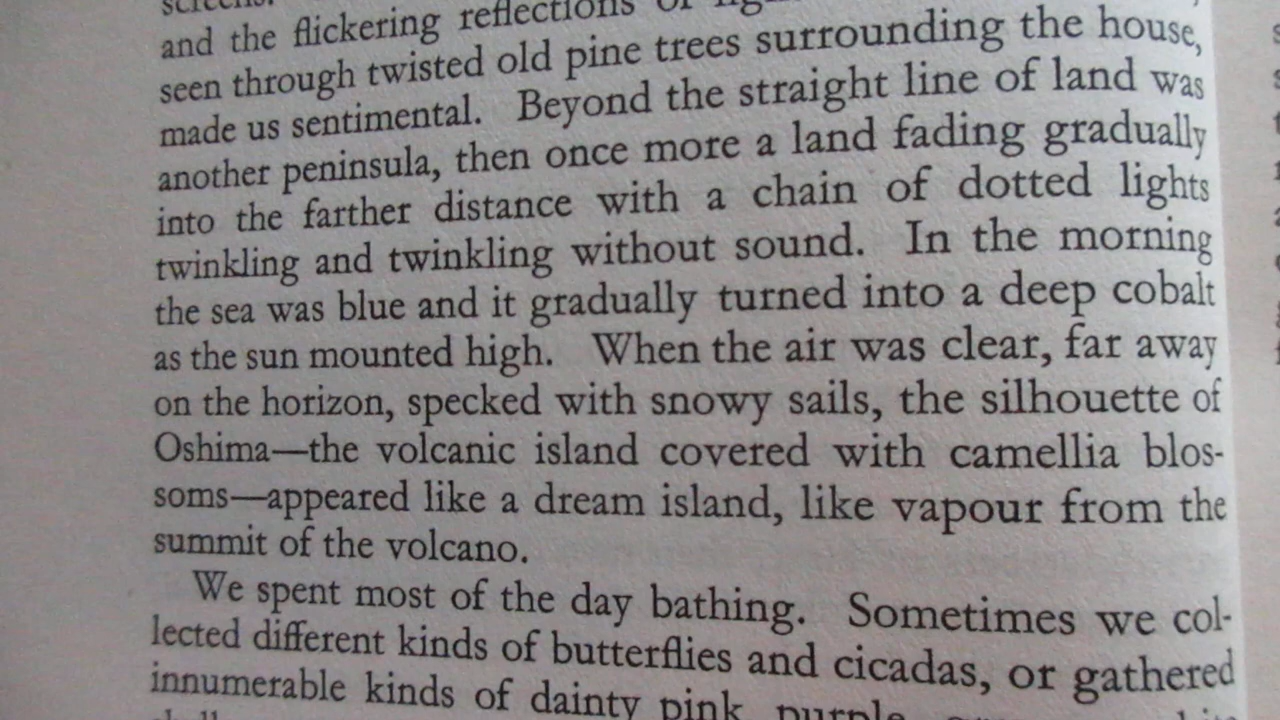 screens.
and the flickering reflections of
seen through twisted old pine trees surrounding the house,
made us sentimental. Beyond the straight line of land was
another peninsula, then once more a land fading gradually
into the farther distance with a chain of dotted lights
twinkling and twinkling without sound. In the morning
the sea was blue and it gradually turned into a deep cobalt
as the sun mounted high. When the air was clear, far away
on the horizon, specked with snowy sails, the silhouette of
Oshima—the volcanic island covered with camellia blos-
soms—appeared like a dream island, like vapour from the
summit of the volcano.
We spent most of the day bathing. Sometimes we col-
lected different kinds of butterflies and cicadas, or gathered
innumerable kinds of dainty pink, purple,